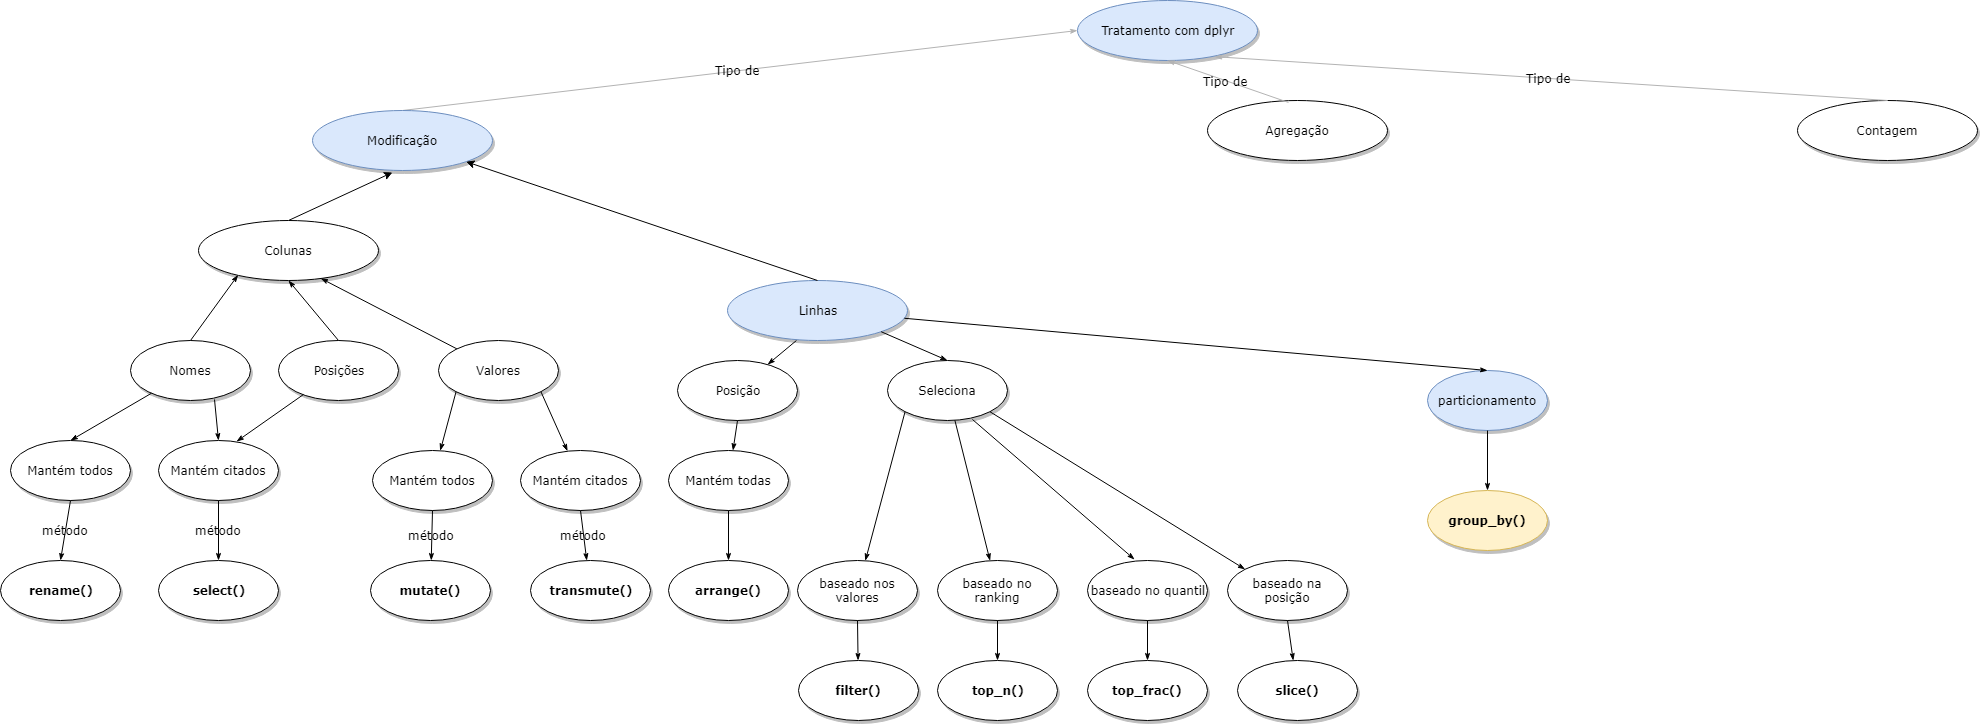 Tratamento com dplyr
Tipo de
Tipo de
Tipo de
Modificação
Agregação
Contagem
Colunas
Linhas
Nomes
Posições
Valores
Posição
Seleciona
particionamento
Mantém todos
Mantém citados
Mantém todos
Mantém citados
Mantém todas
método
método
método
método
group_by()
rename()
select()
mutate()
transmute()
arrange()
baseado nos
valores
baseado no
ranking
baseado no quantil
baseado na
posição
filter()
top_n()
top_frac()
slice()